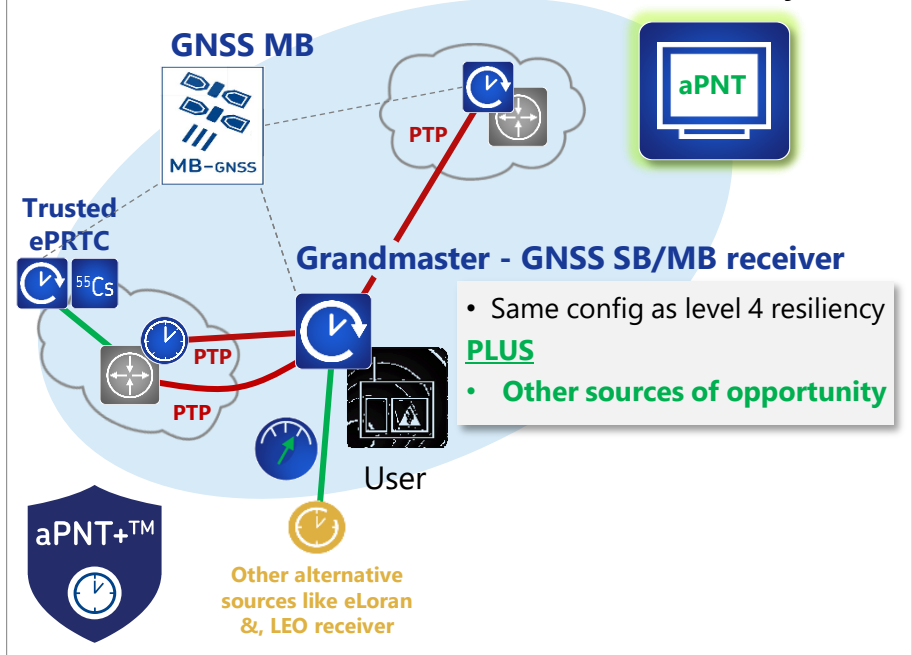 GNSS MB
aPNT
PTP
MB-GNSS
Trusted
ePRTC
⁵⁵Cs
Grandmaster - GNSS SB/MB receiver
• Same config as level 4 resiliency
PLUS
• Other sources of opportunity
PTP
PTP
User
aPNT+™
Other alternative
sources like eLoran
&, LEO receiver